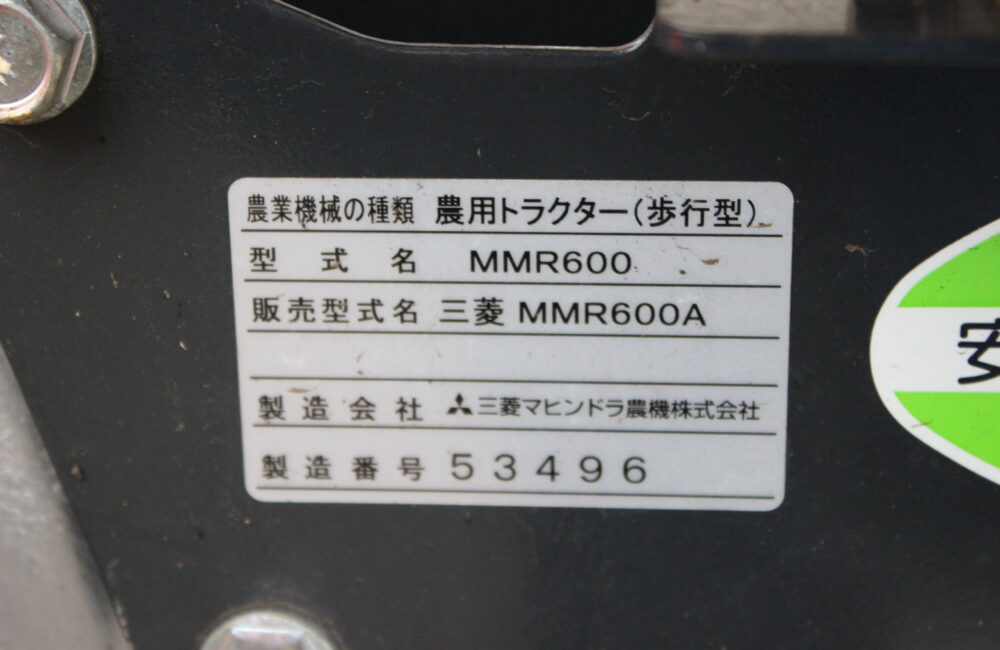 農業機械の種類 農用トラクター(歩行型)
型式名 MMR600
販売型式名 三菱 MMR600A
製造会社 三菱マヒンドラ農機株式会社
製造番号 53496
安